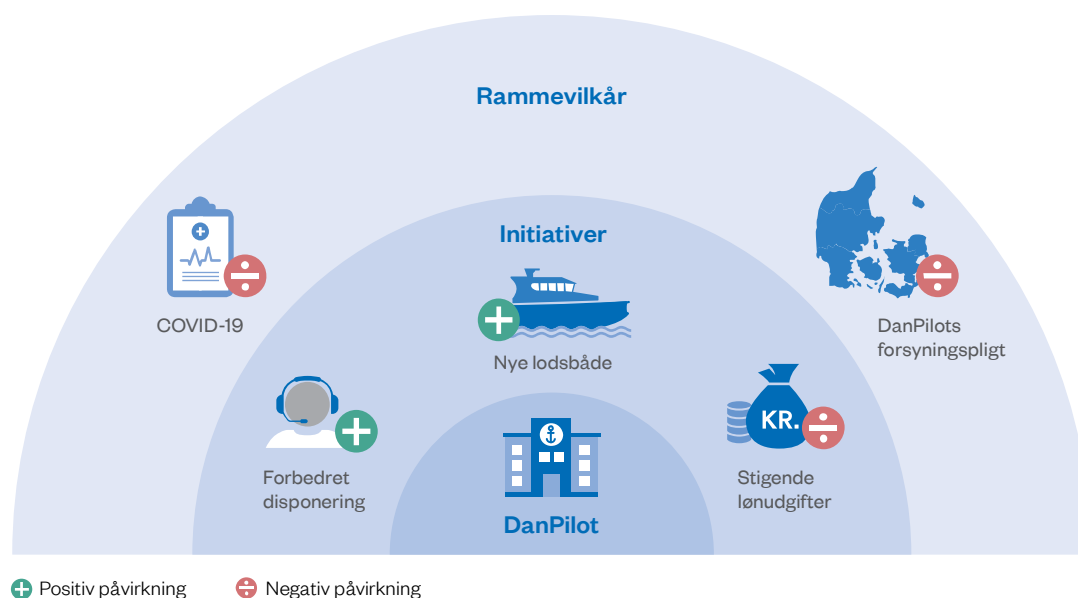 Rammevilkår
Initiativer
COVID-19
Nye lodsbåde
DanPilots
forsyningspligt
Forbedret
disponering
KR.
Stigende
lønudgifter
DanPilot
Positiv påvirkning
Negativ påvirkning